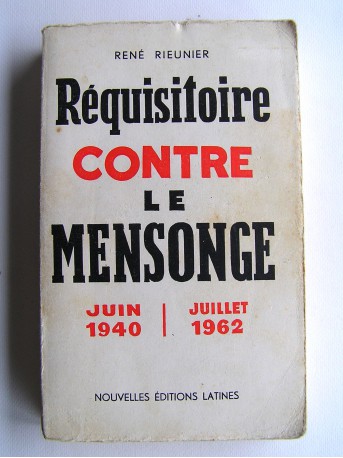 RENÉ RIEUNIER
Réquisitoire
CONTRE
LE
MENSONGE
JUIN | JUILLET
1940 | 1962
NOUVELLES ÉDITIONS LATINES